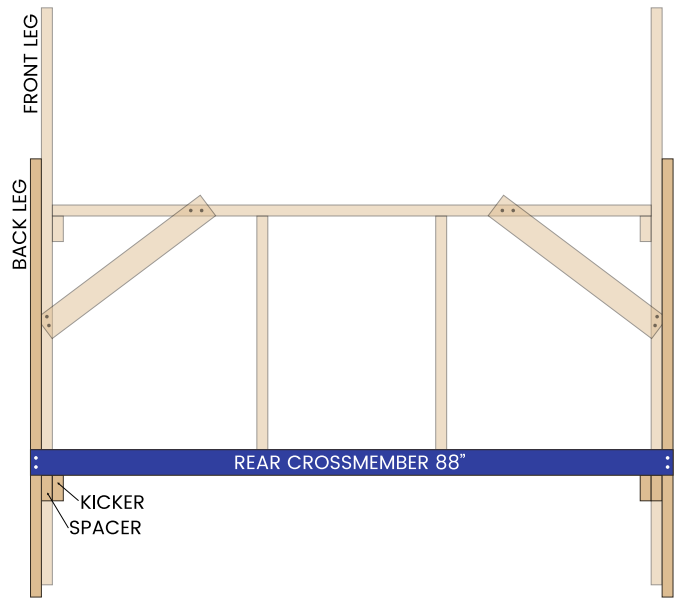 FRONT LEG
BACK LEG
REAR CROSSMEMBER 88”
KICKER
SPACER